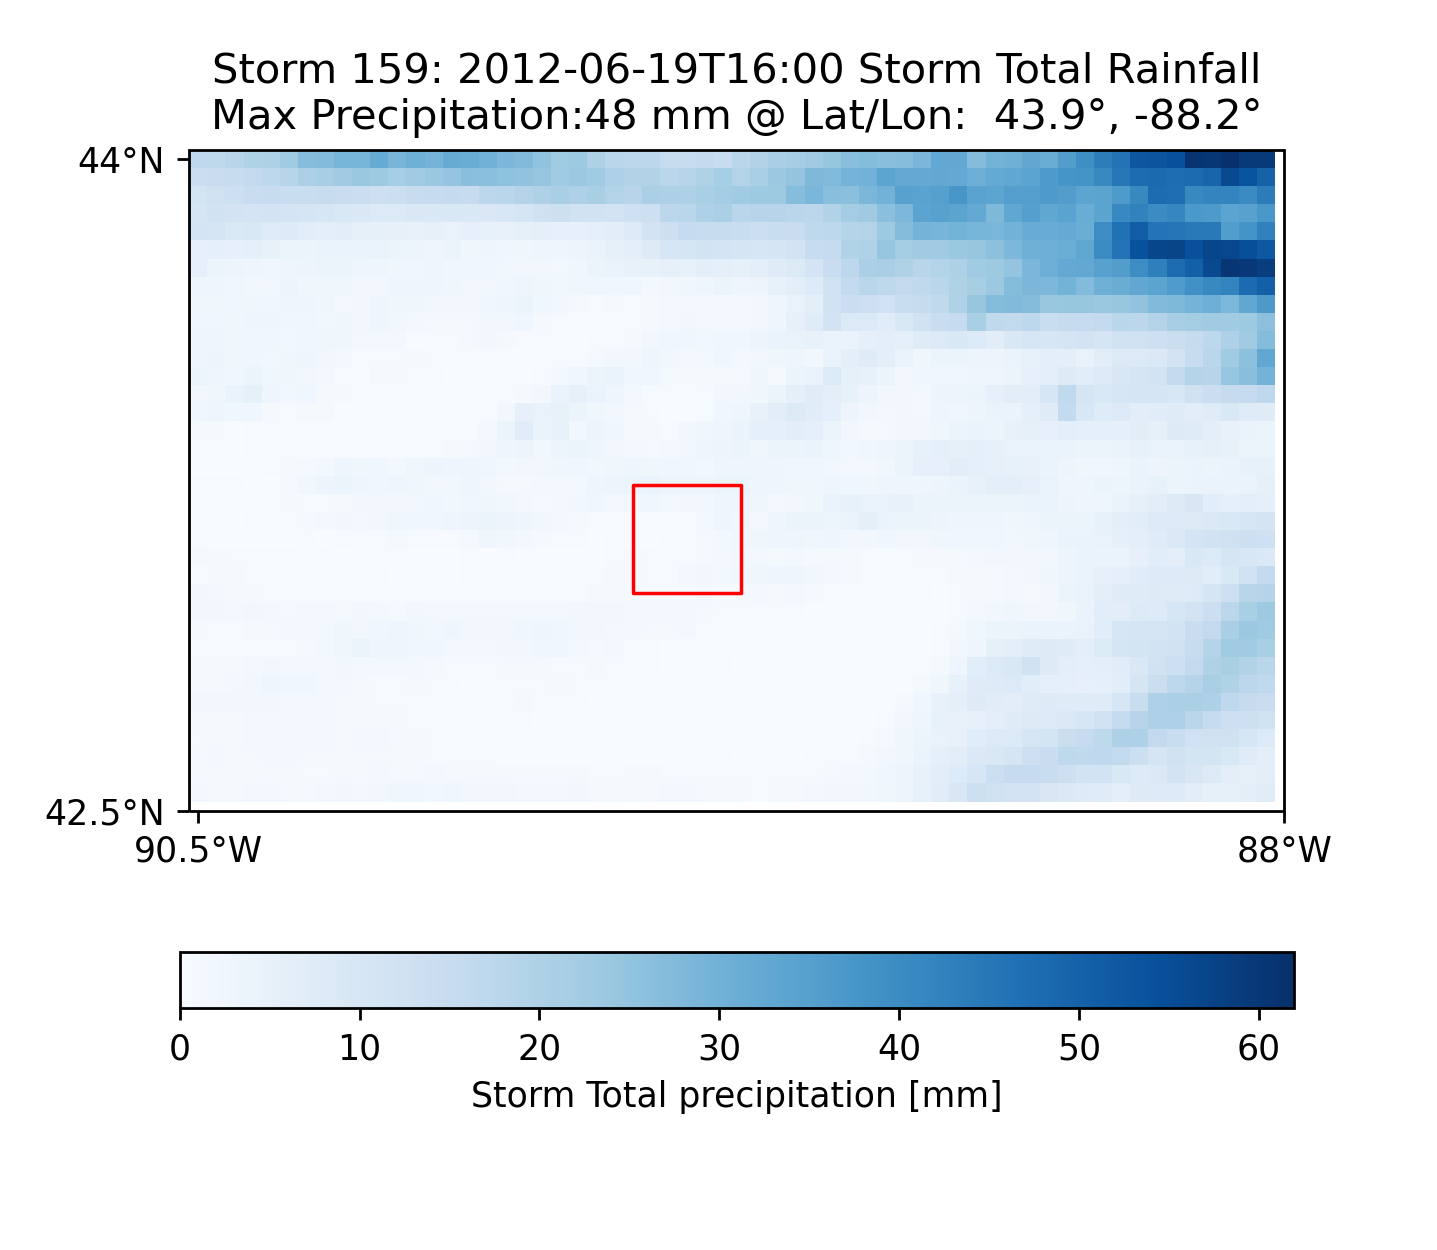 Storm 159: 2012-06-19T16:00 Storm Total Rainfall
Max Precipitation:48 mm @ Lat/Lon:  43.9°, -88.2°
44°N
42.5°N
90.5°W 88°W
0 10 20 30 40 50 60
Storm Total precipitation [mm]